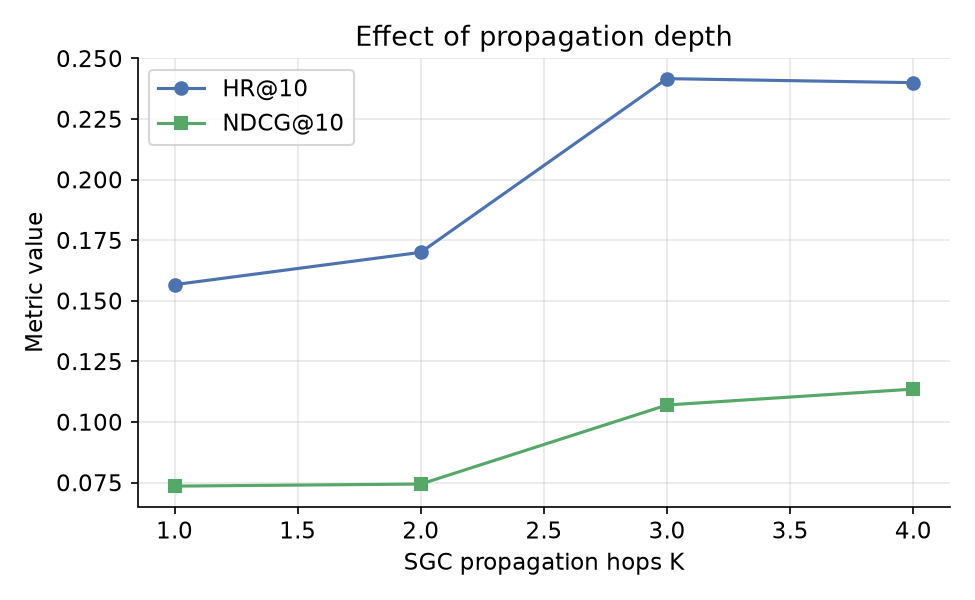 Effect of propagation depth
HR@10
NDCG@10
Metric value
0.250
0.225
0.200
0.175
0.150
0.125
0.100
0.075
1.0 1.5 2.0 2.5 3.0 3.5 4.0
SGC propagation hops K